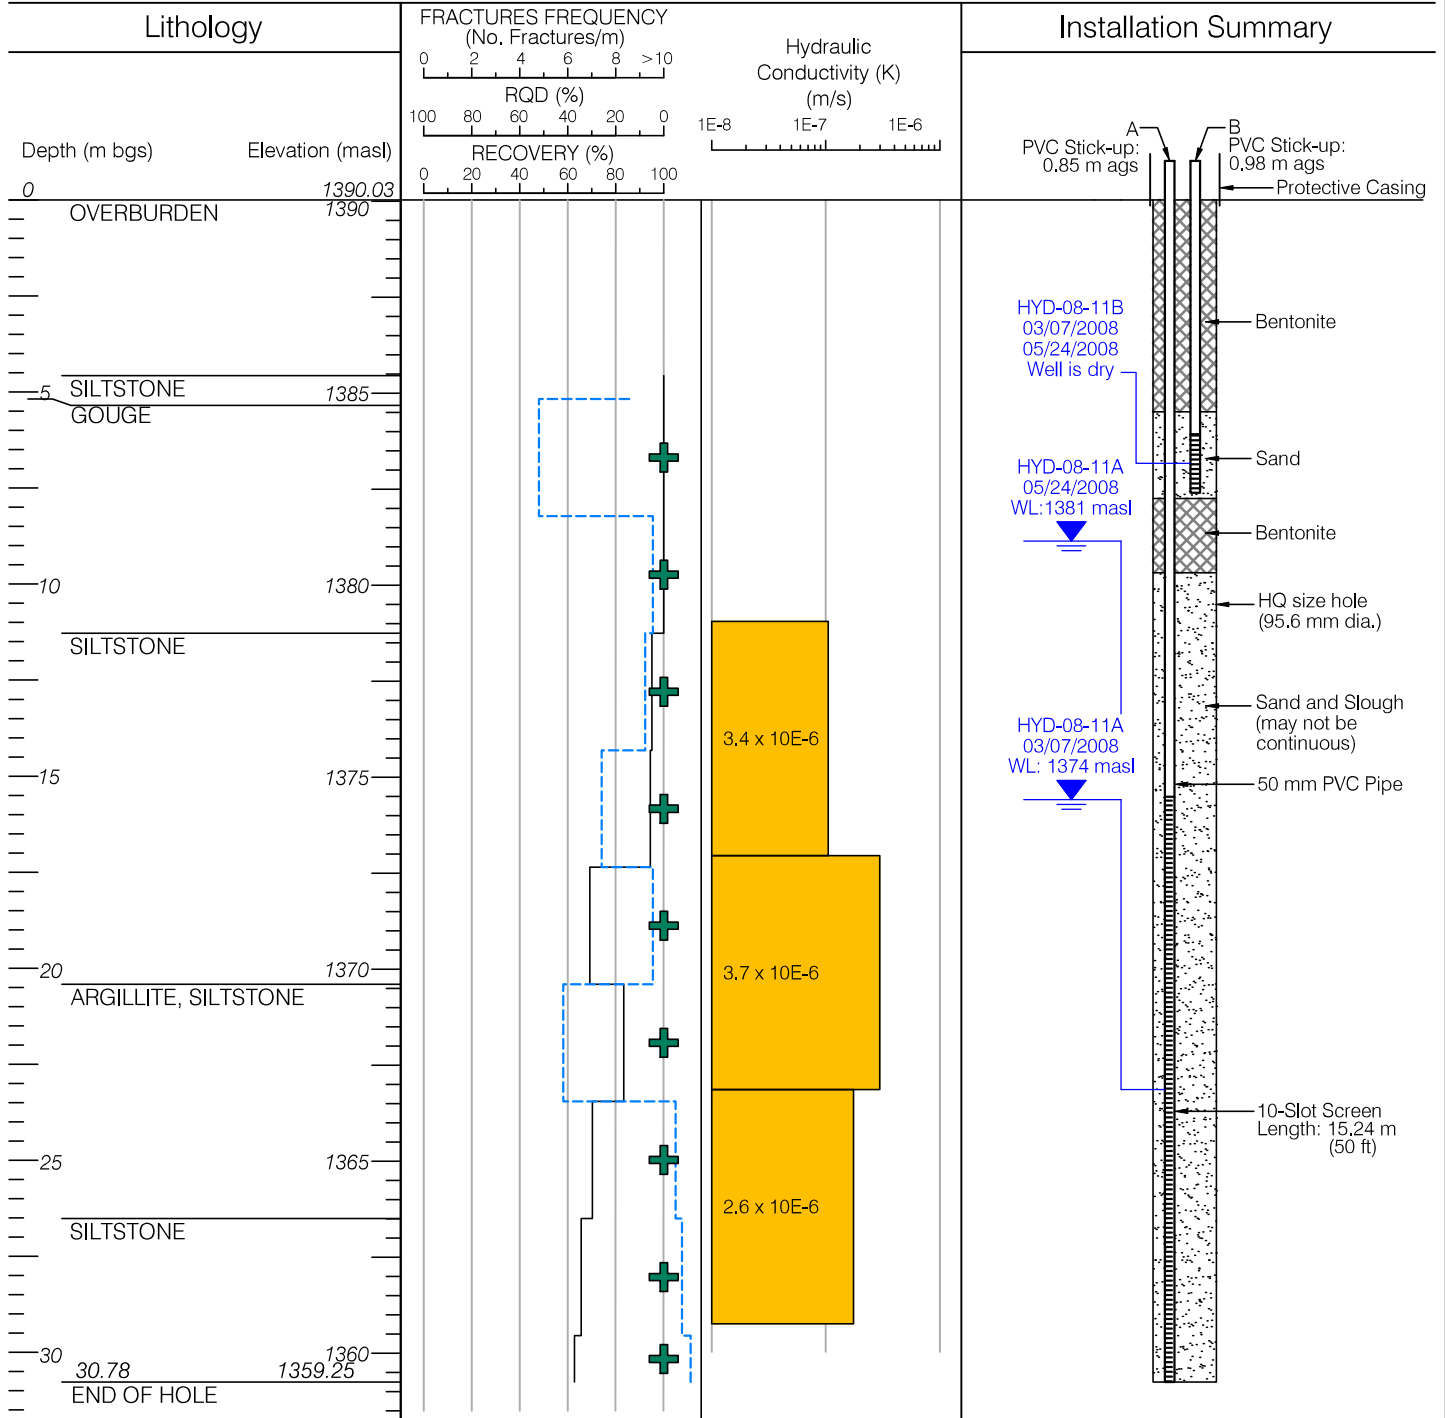 Lithology
FRACTURES FREQUENCY
(No. Fractures/m)
0 2 4 6 8 >10
RQD (%)
100 80 60 40 20 0
RECOVERY (%)
0 20 40 60 80 100
Hydraulic
Conductivity (K)
(m/s)
1E-8 1E-7 1E-6
Installation Summary
Depth (m bgs) Elevation (masl)
0 1390.03
OVERBURDEN 1390
SILTSTONE
5 1385
GOUGE
10 1380
SILTSTONE
15 1375
20 1370
ARGILLITE, SILTSTONE
25 1365
SILTSTONE
30 1360
30.78 1359.25
END OF HOLE
3.4 x 10E-6
3.7 x 10E-6
2.6 x 10E-6
A
PVC Stick-up:
0.85 m ags
B
PVC Stick-up:
0.98 m ags
Protective Casing
HYD-08-11B
03/07/2008
05/24/2008
Well is dry
HYD-08-11A
05/24/2008
WL:1381 masl
HYD-08-11A
03/07/2008
WL: 1374 masl
Bentonite
Sand
Bentonite
HQ size hole
(95.6 mm dia.)
Sand and Slough
(may not be
continuous)
50 mm PVC Pipe
10-Slot Screen
Length: 15.24 m
(50 ft)